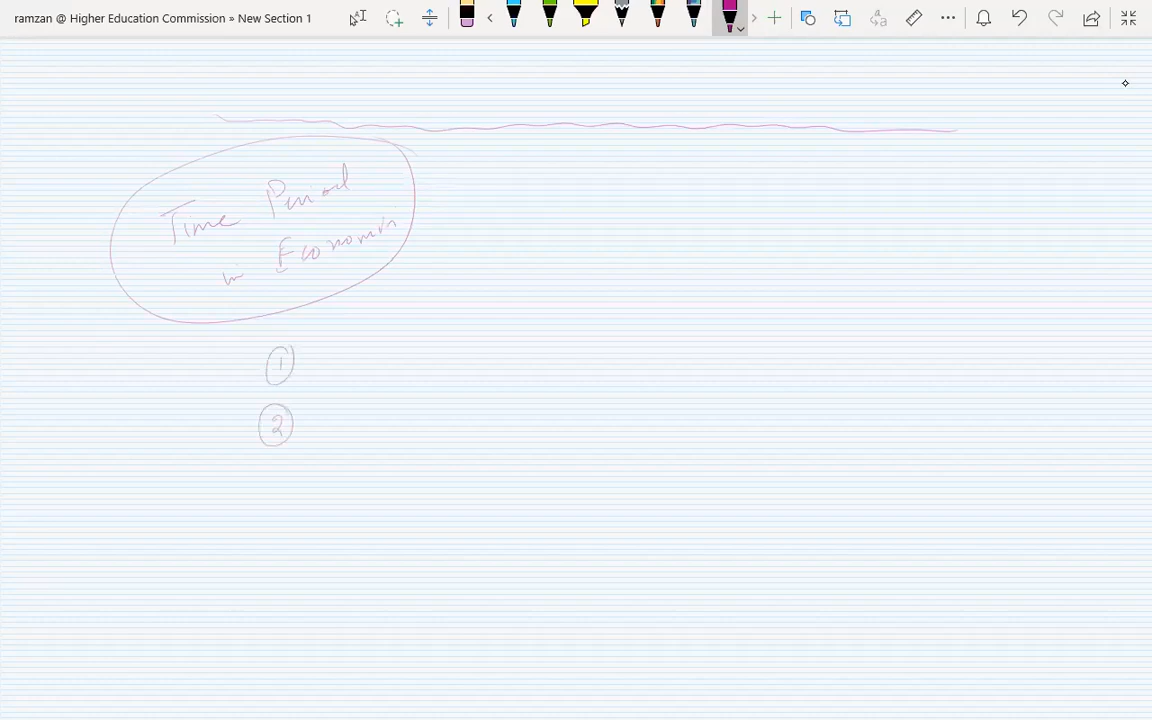 ramzan @ Higher Education Commission » New Section 1
Time Period
in Economics
1
2